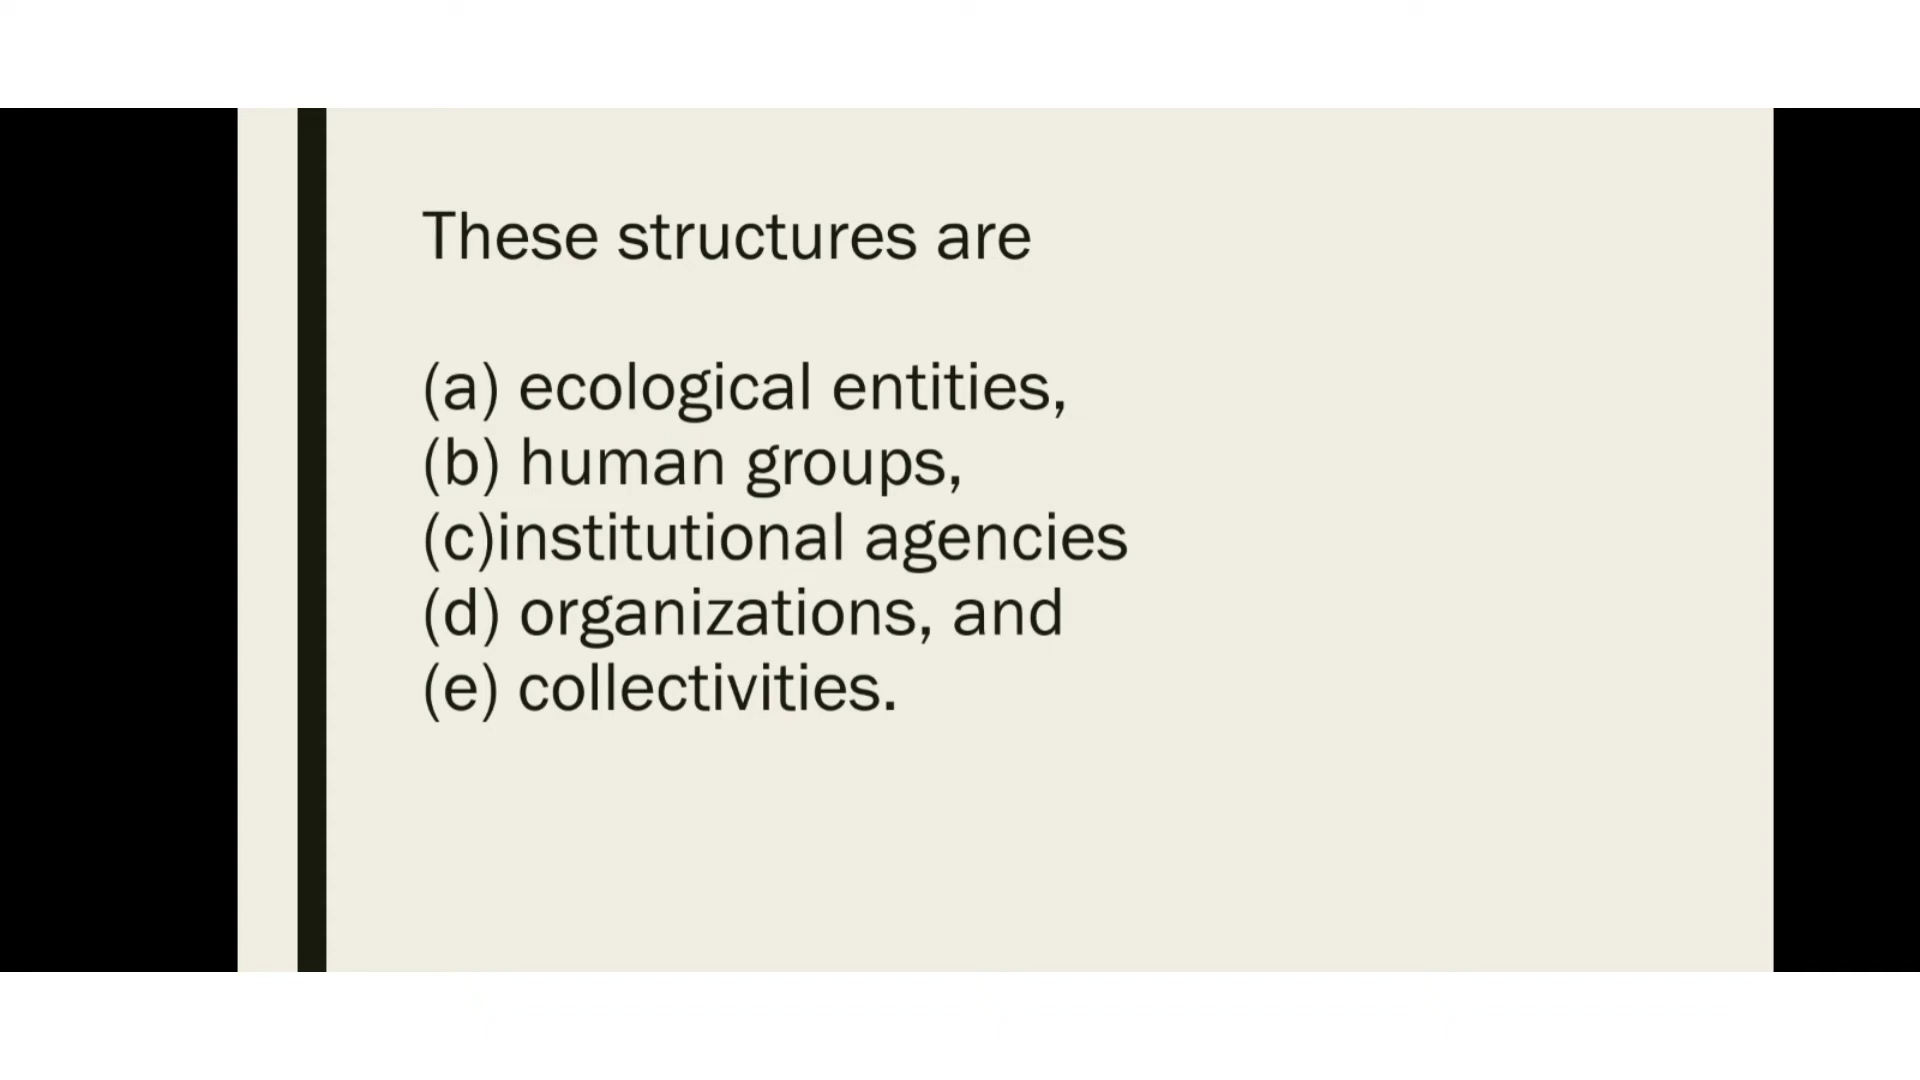 These structures are
(a) ecological entities,
(b) human groups,
(c)institutional agencies
(d) organizations, and
(e) collectivities.